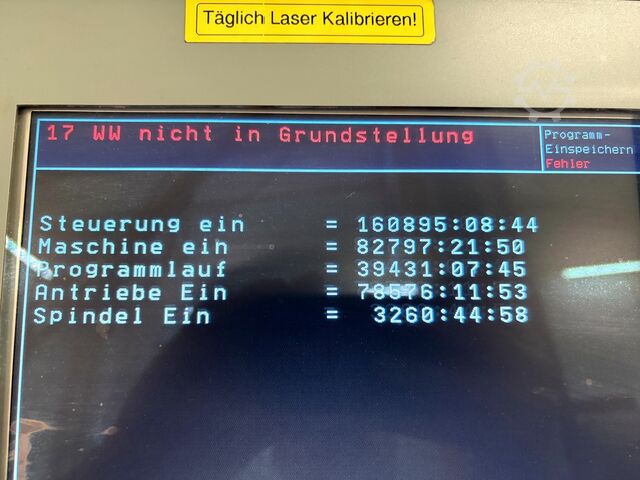 Täglich Laser Kalibrieren!
17 WW nicht in Grundstellung
Programm-
Einspeichern
Fehler
Steuerung ein = 160895:08:44
Maschine ein = 82797:21:50
Programmlauf = 39431:07:45
Antriebe Ein = 78576:11:53
Spindel Ein = 3260:44:58